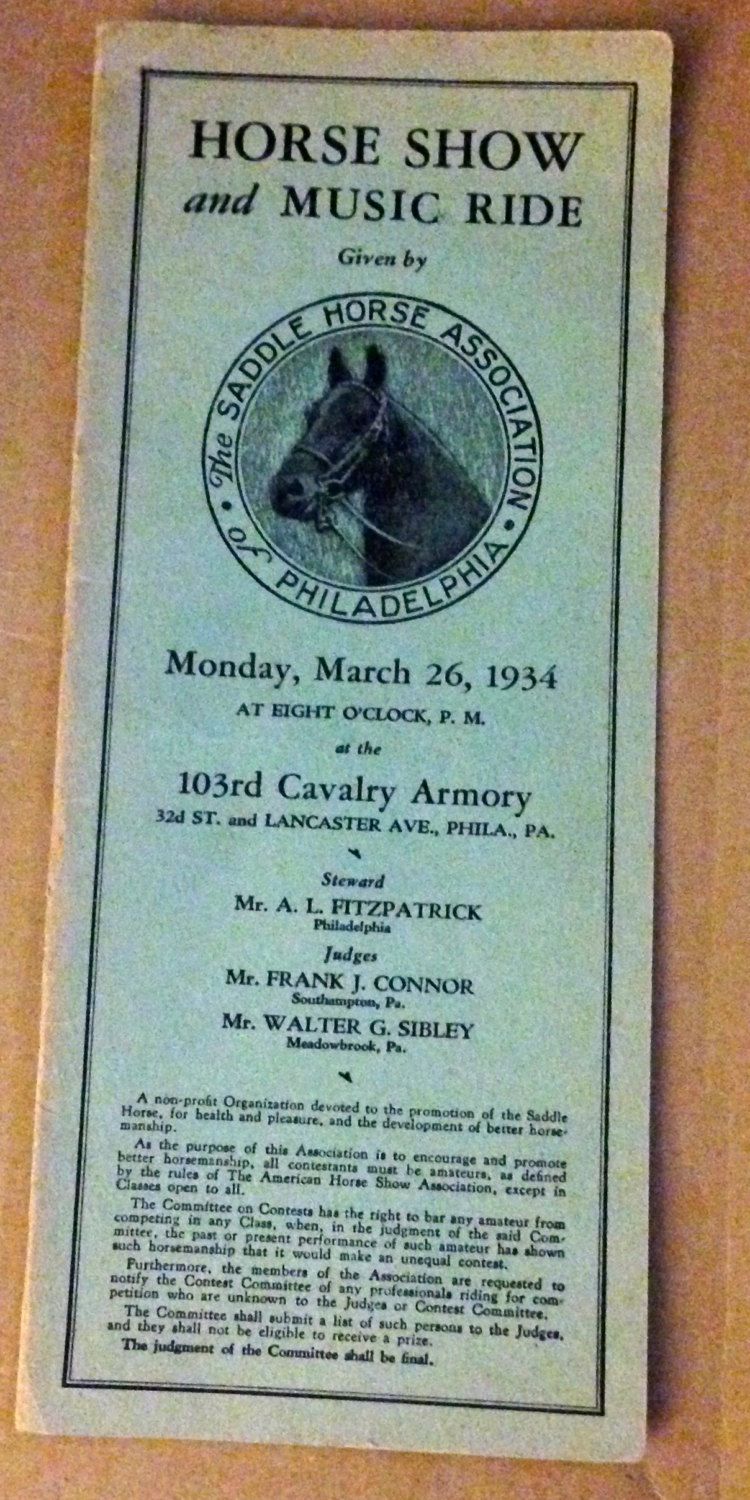 HORSE SHOW
and MUSIC RIDE
Given by
The SADDLE HORSE ASSOCIATION
of PHILADELPHIA
Monday, March 26, 1934
AT EIGHT O'CLOCK, P. M.
at the
103rd Cavalry Armory
32d ST. and LANCASTER AVE., PHILA., PA.
Steward
Mr. A. L. FITZPATRICK
Philadelphia
Judges
Mr. FRANK J. CONNOR
Southampton, Pa.
Mr. WALTER G. SIBLEY
Meadowbrook, Pa.
A non-profit Organization devoted to the promotion of the Saddle
Horse, for health and pleasure, and the development of better horse-
manship.
As the purpose of this Association is to encourage and promote
better horsemanship, all contestants must be amateurs, as defined
by the rules of The American Horse Show Association, except in
Classes open to all.
The Committee on Contests has the right to bar any amateur from
competing in any Class, when, in the judgment of the said Com-
mittee, the past or present performance of such amateur has shown
such horsemanship that it would make an unequal contest.
Furthermore, the members of the Association are requested to
notify the Contest Committee of any professionals riding for com-
petition who are unknown to the Judges or Contest Committee.
The Committee shall submit a list of such persons to the Judges,
and they shall not be eligible to receive a prize.
The judgment of the Committee shall be final.